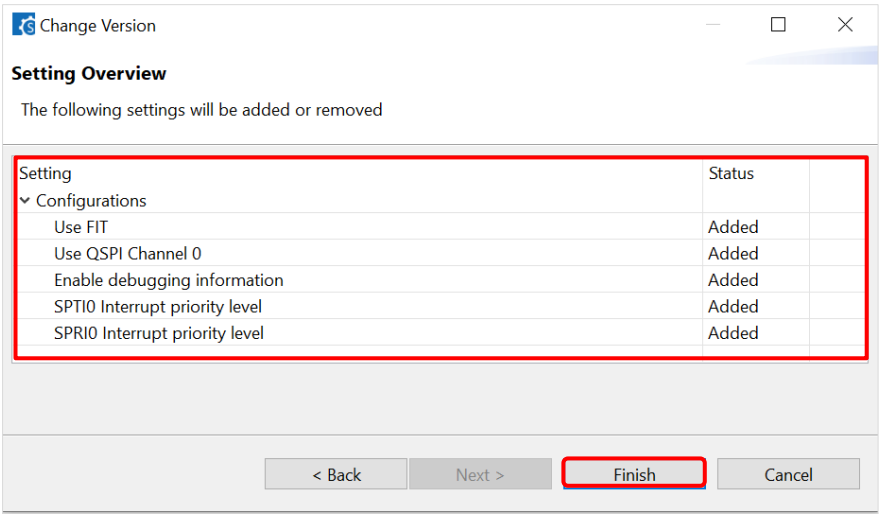 Change Version
Setting Overview
The following settings will be added or removed
Setting Status
Configurations
Use FIT Added
Use QSPI Channel 0 Added
Enable debugging information Added
SPTI0 Interrupt priority level Added
SPRI0 Interrupt priority level Added
< Back Next > Finish Cancel